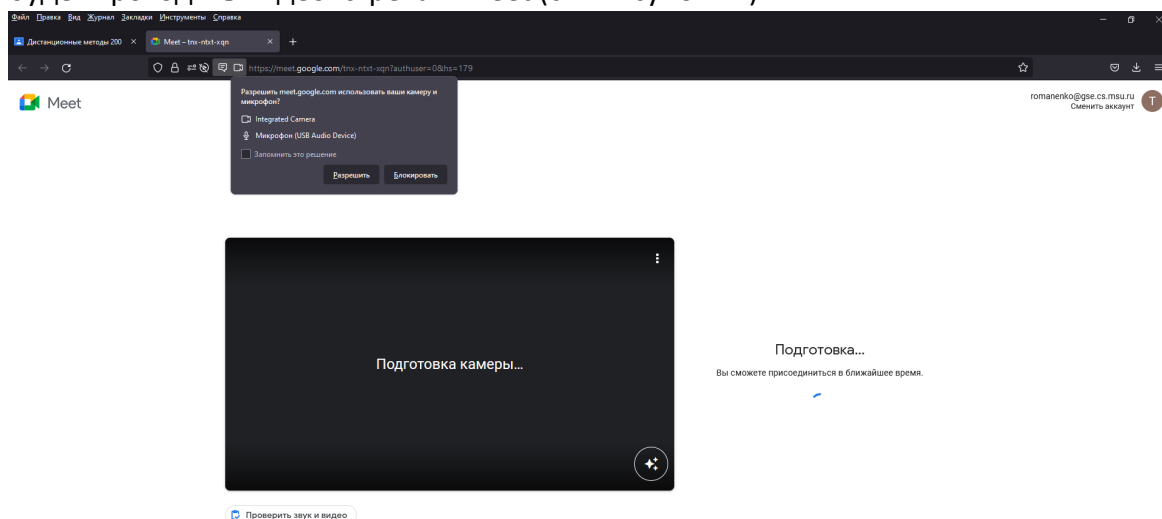 Файл Правка Вид Журнал Закладки Инструменты Справка
Дистанционные методы 200
Meet – tnx-ntxt-xqn
https://meet.google.com/tnx-ntxt-xqn?authuser=0&hs=179
Meet
romanenko@gse.cs.msu.ru
Сменить аккаунт
T
Разрешить meet.google.com использовать ваши камеру и
микрофон?
Integrated Camera
Микрофон (USB Audio Device)
Запомнить это решение
Разрешить Блокировать
Подготовка камеры...
Подготовка...
Вы сможете присоединиться в ближайшее время.
Проверить звук и видео